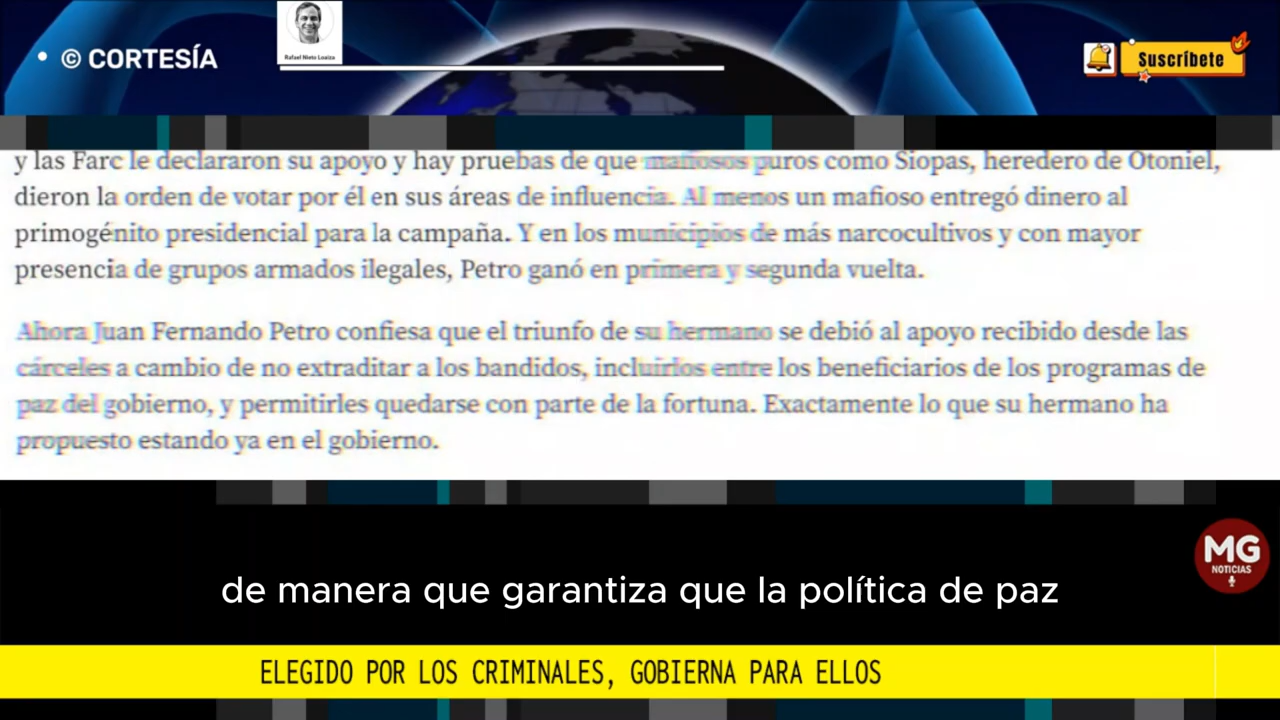 • © CORTESÍA
Rafael Nieto Loaiza
Suscríbete
y las Farc le declararon su apoyo y hay pruebas de que mafiosos puros como Siopas, heredero de Otoniel,
dieron la orden de votar por él en sus áreas de influencia. Al menos un mafioso entregó dinero al
primogénito presidencial para la campaña. Y en los municipios de más narcocultivos y con mayor
presencia de grupos armados ilegales, Petro ganó en primera y segunda vuelta.
Ahora Juan Fernando Petro confiesa que el triunfo de su hermano se debió al apoyo recibido desde las
cárceles a cambio de no extraditar a los bandidos, incluirlos entre los beneficiarios de los programas de
paz del gobierno, y permitirles quedarse con parte de la fortuna. Exactamente lo que su hermano ha
propuesto estando ya en el gobierno.
MG
NOTICIAS
de manera que garantiza que la política de paz
ELEGIDO POR LOS CRIMINALES, GOBIERNA PARA ELLOS